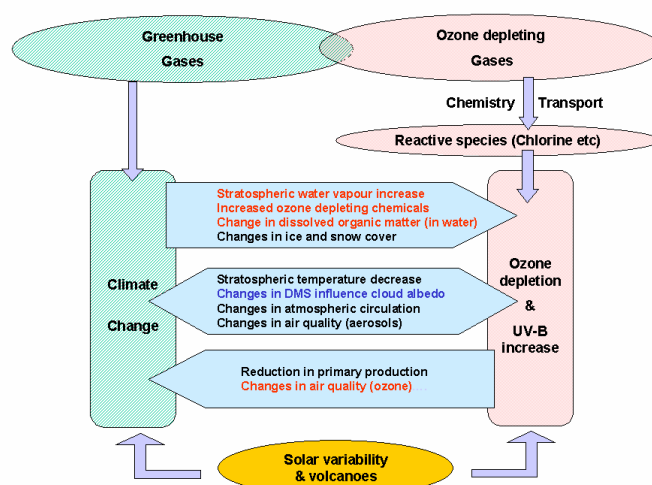 Greenhouse
Gases
Ozone depleting
Gases
Chemistry Transport
Reactive species (Chlorine etc)
Stratospheric water vapour increase
Increased ozone depleting chemicals
Change in dissolved organic matter (in water)
Changes in ice and snow cover
Climate
Change
Stratospheric temperature decrease
Changes in DMS influence cloud albedo
Changes in atmospheric circulation
Changes in air quality (aerosols)
Ozone
depletion
&
UV-B
increase
Reduction in primary production
Changes in air quality (ozone)....
Solar variability
& volcanoes